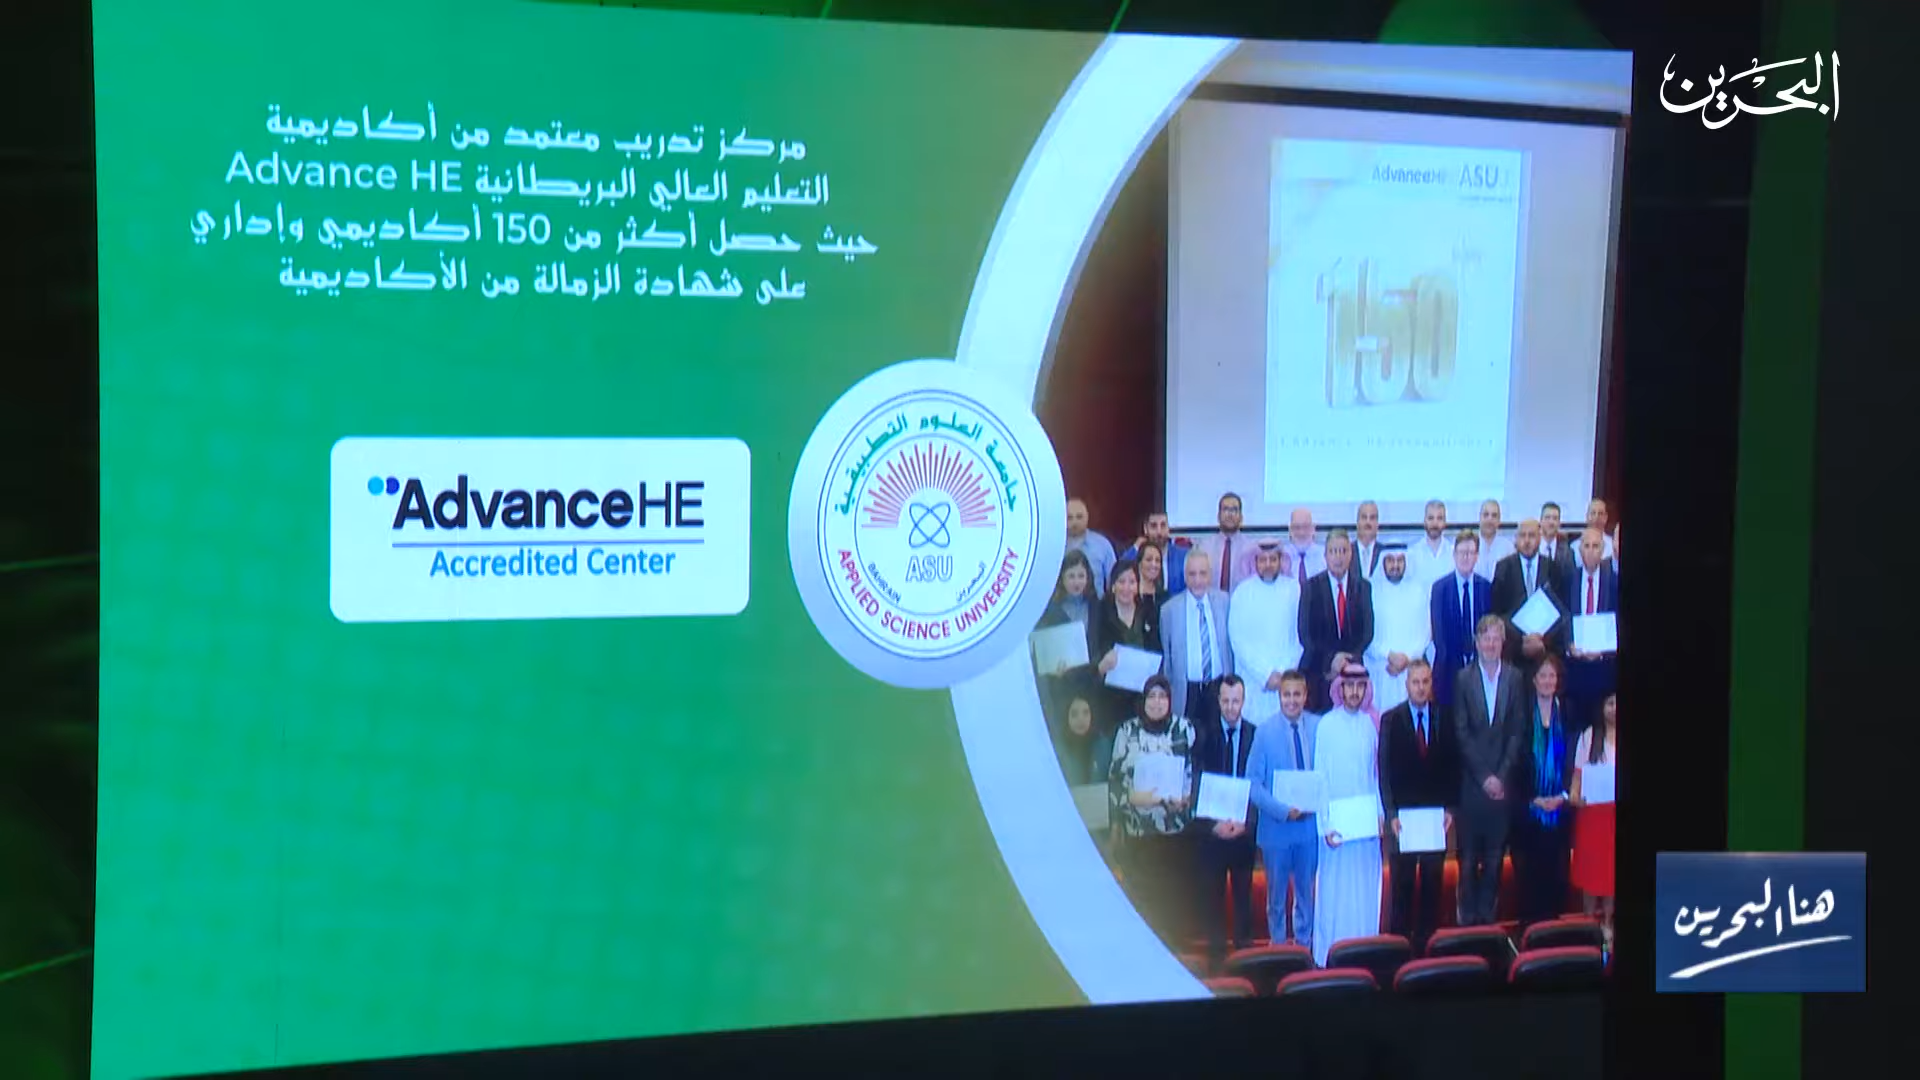 البحرين
مركز تدريب معتمد من أكاديمية
التعليم العالي البريطانية Advance HE
حيث حصل أكثر من 150 أكاديمي وإداري
على شهادة الزمالة من الأكاديمية
AdvanceHE
Accredited Center
جامعة العلوم التطبيقية
ASU
BAHRAIN
البحرين
APPLIED SCIENCE UNIVERSITY
AdvanceHE ASU
150
هنا البحرين